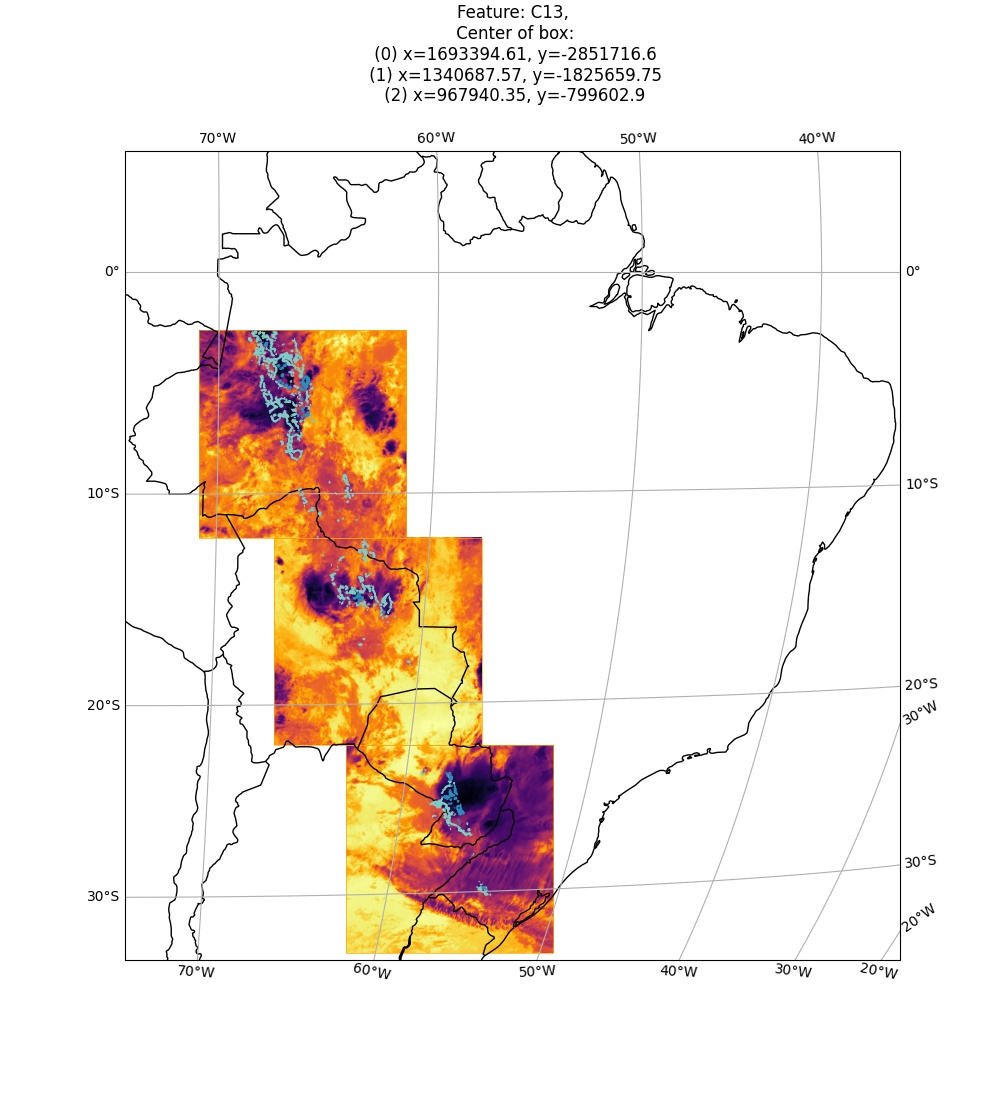 Feature: C13,
Center of box:
(0) x=1693394.61, y=-2851716.6
(1) x=1340687.57, y=-1825659.75
(2) x=967940.35, y=-799602.9
70°W 60°W 50°W 40°W
0° 0°
10°S 10°S
20°S 20°S
30°W
30°S 30°S
20°W
70°W 60°W 50°W 40°W 30°W 20°W